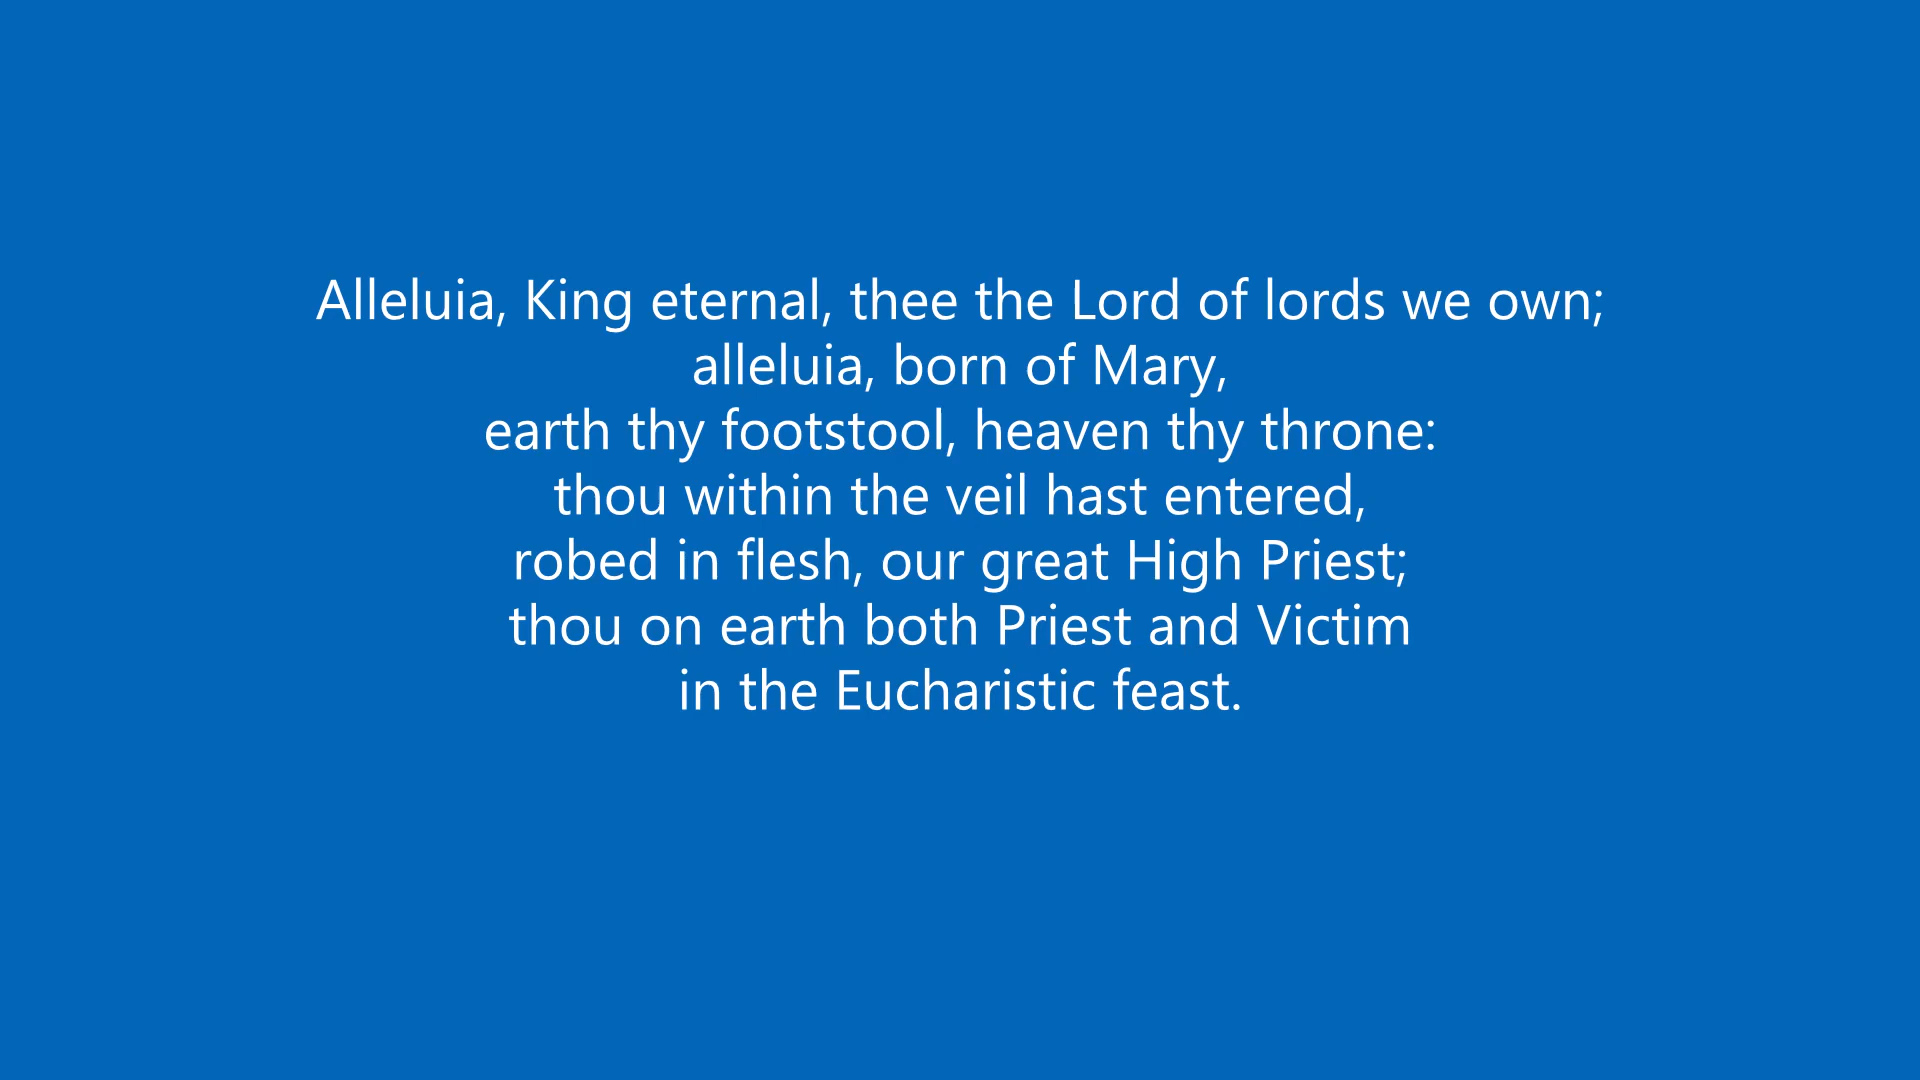 Alleluia, King eternal, thee the Lord of lords we own;
alleluia, born of Mary,
earth thy footstool, heaven thy throne:
thou within the veil hast entered,
robed in flesh, our great High Priest;
thou on earth both Priest and Victim
in the Eucharistic feast.